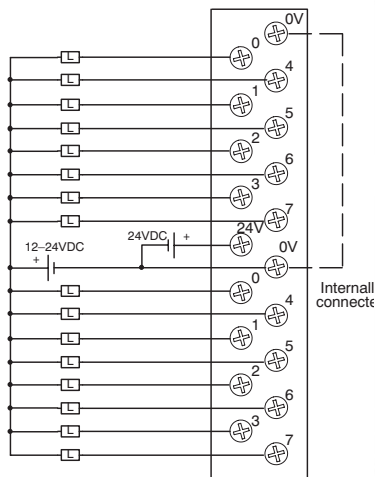 0V
L 0
L 4
L 1
L 5
L 2
L 6
L 3
L 7
24VDC + 24V
12–24VDC 0V
+
L 0
Internall
connecte
L 4
L 1
L 5
L 2
L 6
L 3
L 7